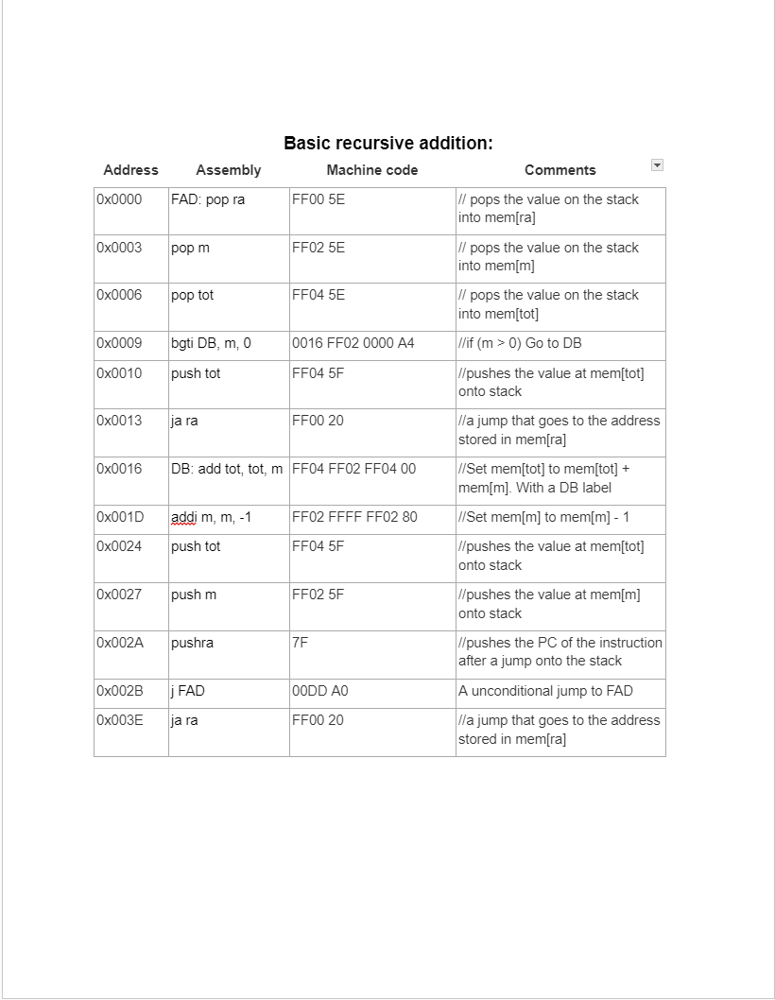 Basic recursive addition:
Address Assembly Machine code Comments
0x0000 FAD: pop ra FF00 5E // pops the value on the stack
into mem[ra]
0x0003 pop m FF02 5E // pops the value on the stack
into mem[m]
0x0006 pop tot FF04 5E // pops the value on the stack
into mem[tot]
0x0009 bgti DB, m, 0 0016 FF02 0000 A4 //if (m > 0) Go to DB
0x0010 push tot FF04 5F //pushes the value at mem[tot]
onto stack
0x0013 ja ra FF00 20 //a jump that goes to the address
stored in mem[ra]
0x0016 DB: add tot, tot, m FF04 FF02 FF04 00 //Set mem[tot] to mem[tot] +
mem[m]. With a DB label
0x001D addi m, m, -1 FF02 FFFF FF02 80 //Set mem[m] to mem[m] - 1
0x0024 push tot FF04 5F //pushes the value at mem[tot]
onto stack
0x0027 push m FF02 5F //pushes the value at mem[m]
onto stack
0x002A pushra 7F //pushes the PC of the instruction
after a jump onto the stack
0x002B j FAD 00DD A0 A unconditional jump to FAD
0x003E ja ra FF00 20 //a jump that goes to the address
stored in mem[ra]